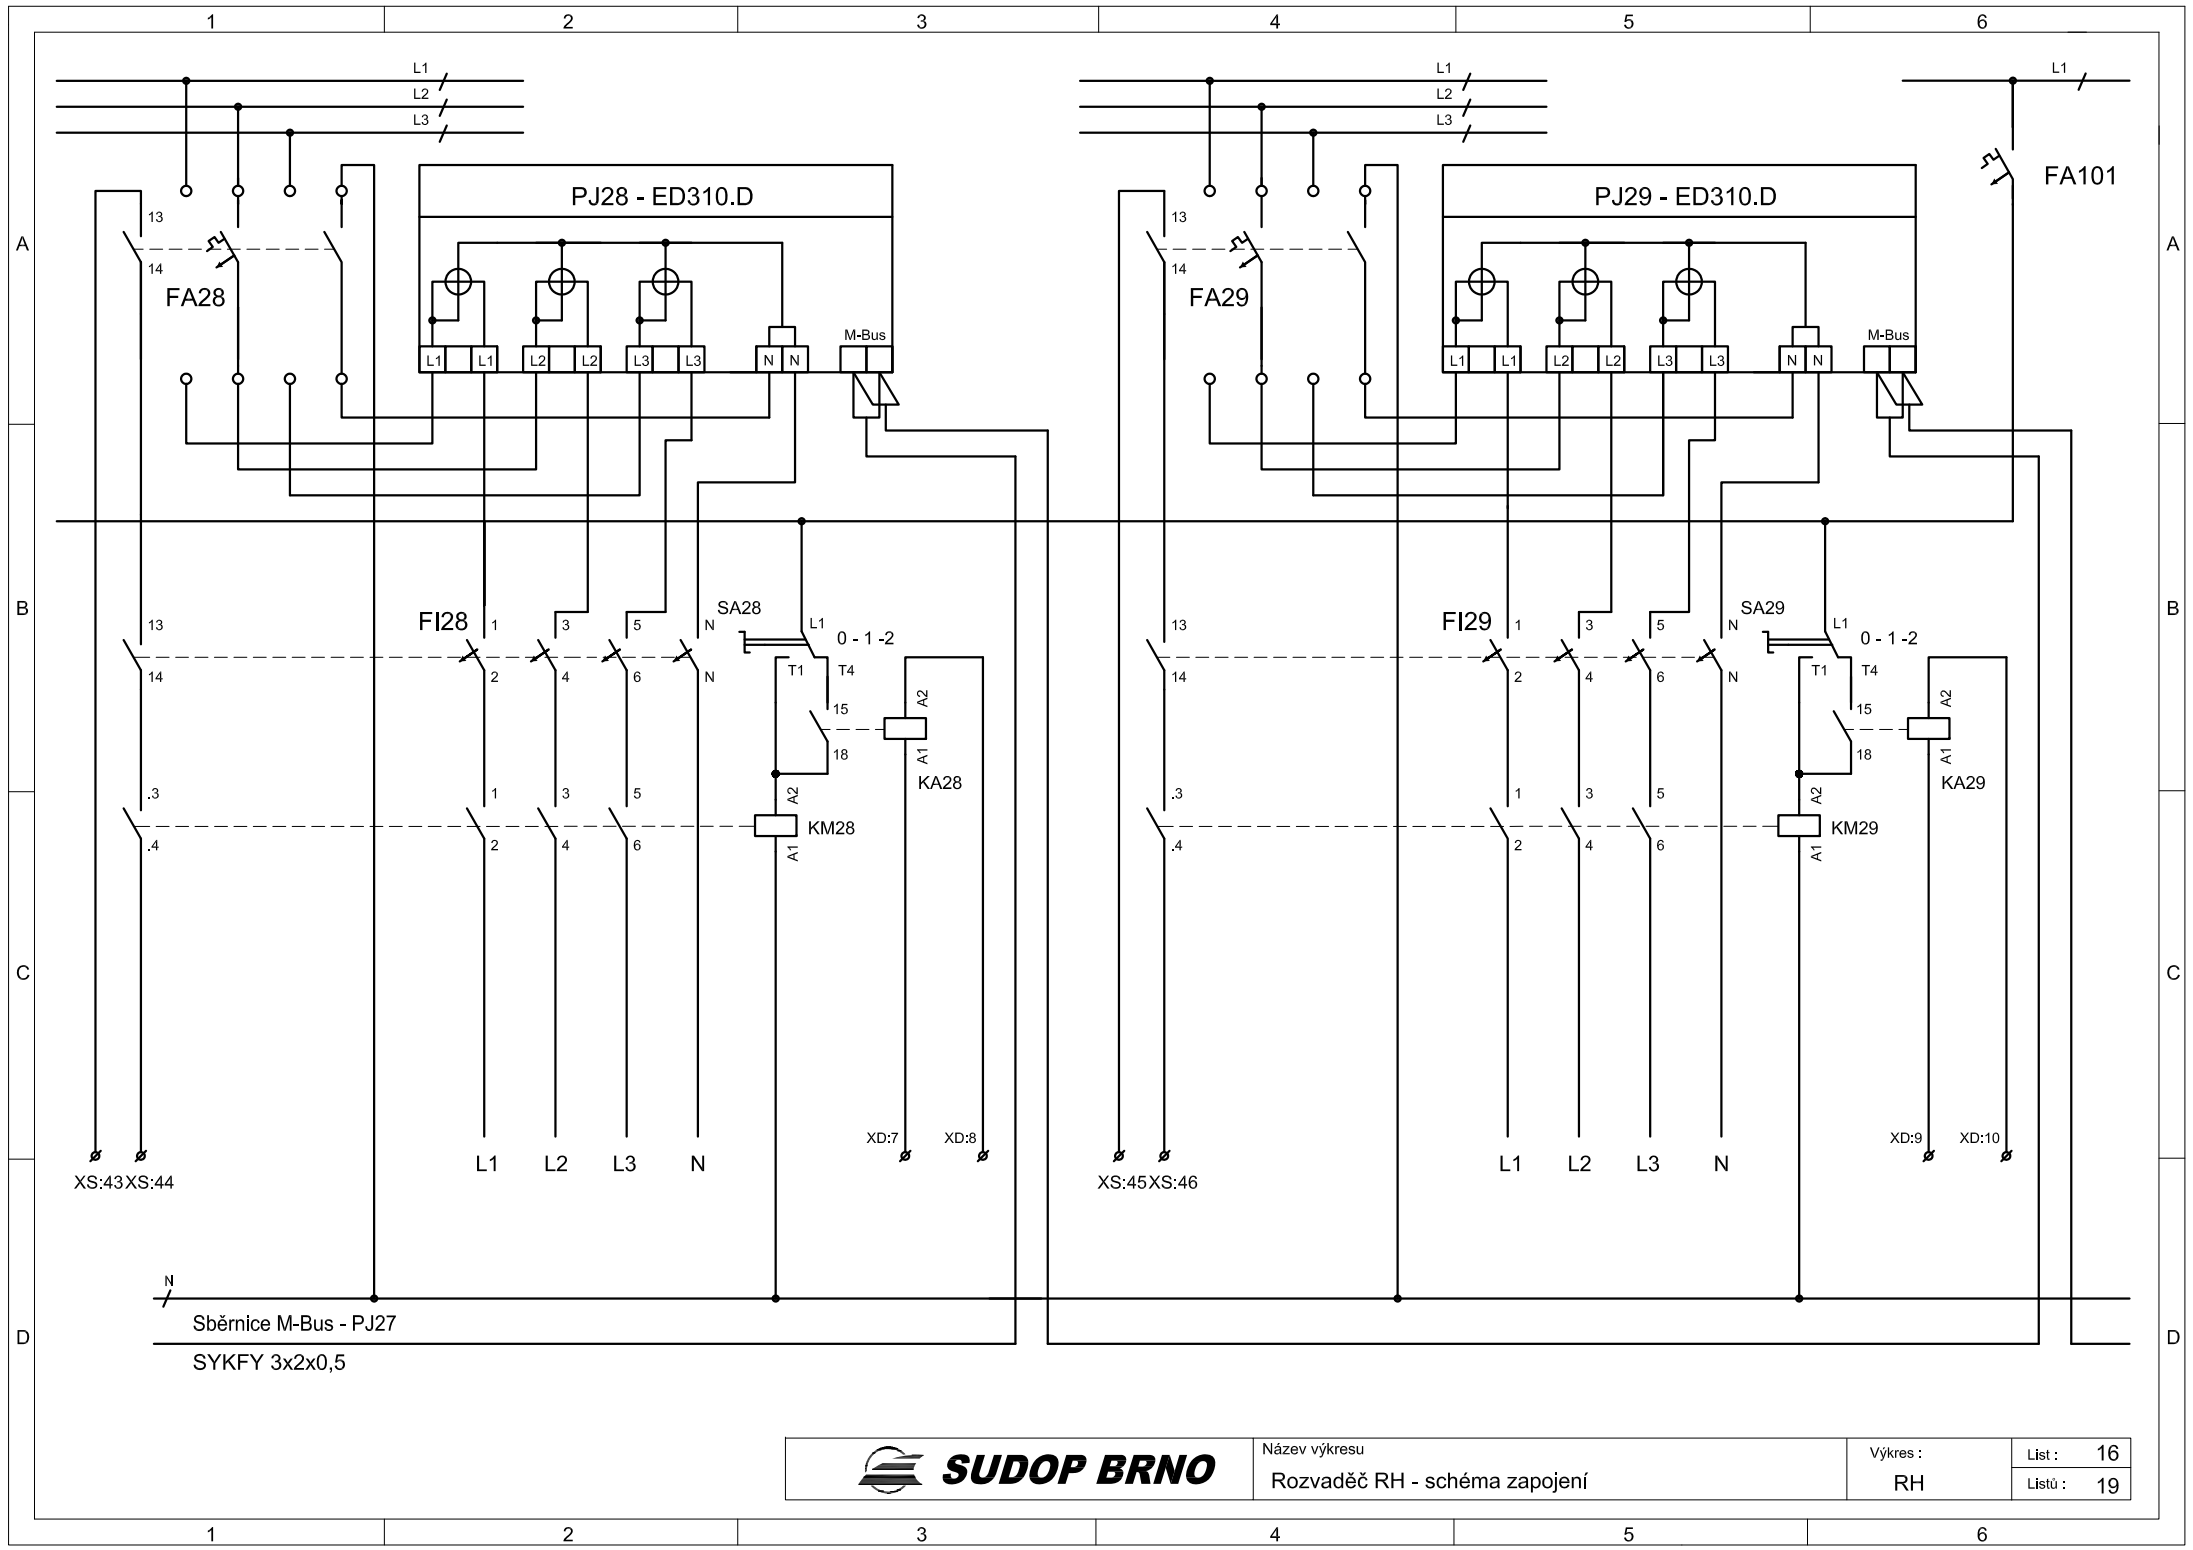 1 2 3 4 5 6
L1 L1 L1
L2 L2
L3 L3
PJ28 - ED310.D PJ29 - ED310.D FA101
13 13
A A
14 14
FA28 FA29
M-Bus M-Bus
L1 L1 L2 L2 L3 L3 N N L1 L1 L2 L2 L3 L3 N N
B B
SA28 SA29
FI28 FI29
13 1 3 5 N L1 13 1 3 5 N L1
0 - 1 -2 0 - 1 -2
14 2 4 6 N T1 T4 14 2 4 6 N T1 T4
A2 A2
15 15
18 A1 18 A1
KA28 KA29
.3 1 3 5 A2 .3 1 3 5 A2
KM28 KM29
.4 2 4 6 A1 .4 2 4 6 A1
C C
XD:7 XD:8 XD:9 XD:10
L1 L2 L3 N L1 L2 L3 N
XS:43 XS:44 XS:45 XS:46
N
Sběrnice M-Bus - PJ27
D D
SYKFY 3x2x0,5
SUDOP BRNO
Název výkresu
Rozvaděč RH - schéma zapojení
Výkres :
RH
List : 16
Listů : 19
1 2 3 4 5 6